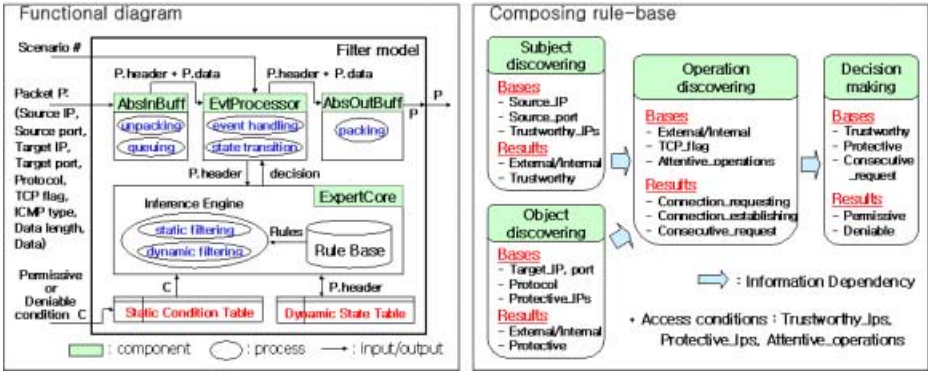 Functional diagram
Scenario #
Filter model
P.header + P.data
P.header + P.data
Packet P:
(Source IP,
Source port,
Target IP,
Target port,
Protocol,
TCP flag,
ICMP type,
Data length,
Data)
AbsInBuff
unpacking
queuing
EvtProcessor
event handling
state transition
AbsOutBuff
packing
P
P
P.header
decision
ExpertCore
Inference Engine
static filtering
dynamic filtering
Rules
Rule Base
Permissive
or
Deniable
condition C
C
P.header
Static Condition Table
Dynamic State Table
: component
: process
: input/output
Composing rule-base
Subject
discovering
Bases
- Source_IP
- Source_port
- Trustworthy_IPs
Results
- External/Internal
- Trustworthy
Object
discovering
Bases
- Target_IP, port
- Protocol
- Protective_IPs
Results
- External/Internal
- Protective
Operation
discovering
Bases
- External/Internal
- TCP_flag
- Attentive_operations
Results
- Connection_requesting
- Connection_establishing
- Consecutive_request
Decision
making
Bases
- Trustworthy
- Protective
- Consecutive
_request
Results
- Permissive
- Deniable
: Information Dependency
* Access conditions : Trustworthy_Ips,
Protective_Ips, Attentive_operations